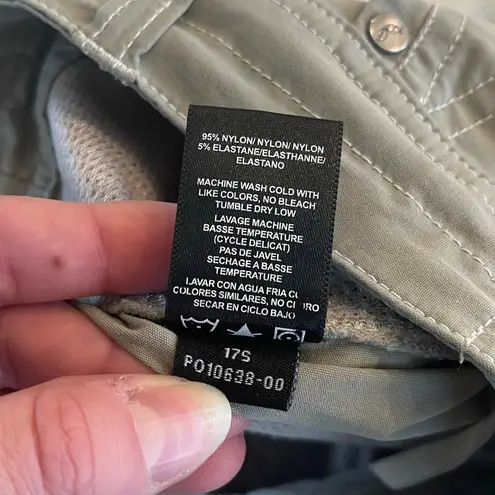 95% NYLON/ NYLON/ NYLON
5% ELASTANE/ELASTHANNE/
ELASTANO
MACHINE WASH COLD WITH
LIKE COLORS, NO BLEACH
TUMBLE DRY LOW
LAVAGE MACHINE
BASSE TEMPERATURE
(CYCLE DELICAT)
PAS DE JAVEL
SECHAGE A BASSE
TEMPERATURE
LAVAR CON AGUA FRIA
COLORES SIMILARES, NO
SECAR EN CICLO BAJO
17S
PO10638-00